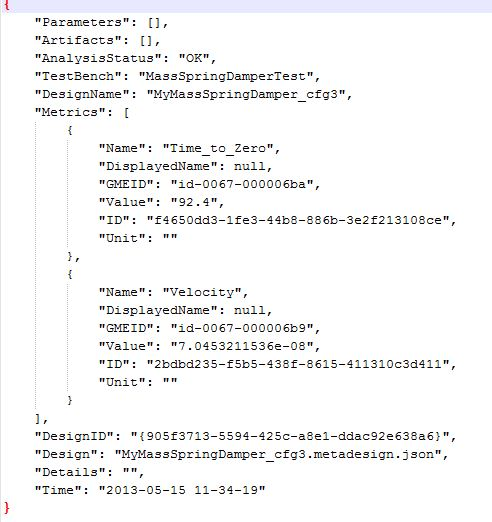 {
    "Parameters": [],
    "Artifacts": [],
    "AnalysisStatus": "OK",
    "TestBench": "MassSpringDamperTest",
    "DesignName": "MyMassSpringDamper_cfg3",
    "Metrics": [
        {
            "Name": "Time_to_Zero",
            "DisplayedName": null,
            "GMEID": "id-0067-000006ba",
            "Value": "92.4",
            "ID": "f4650dd3-1fe3-44b8-886b-3e2f213108ce",
            "Unit": ""
        },
        {
            "Name": "Velocity",
            "DisplayedName": null,
            "GMEID": "id-0067-000006b9",
            "Value": "7.0453211536e-08",
            "ID": "2bdbd235-f5b5-438f-8615-411310c3d411",
            "Unit": ""
        }
    ],
    "DesignID": "{905f3713-5594-425c-a8e1-ddac92e638a6}",
    "Design": "MyMassSpringDamper_cfg3.metadesign.json",
    "Details": "",
    "Time": "2013-05-15 11-34-19"
}